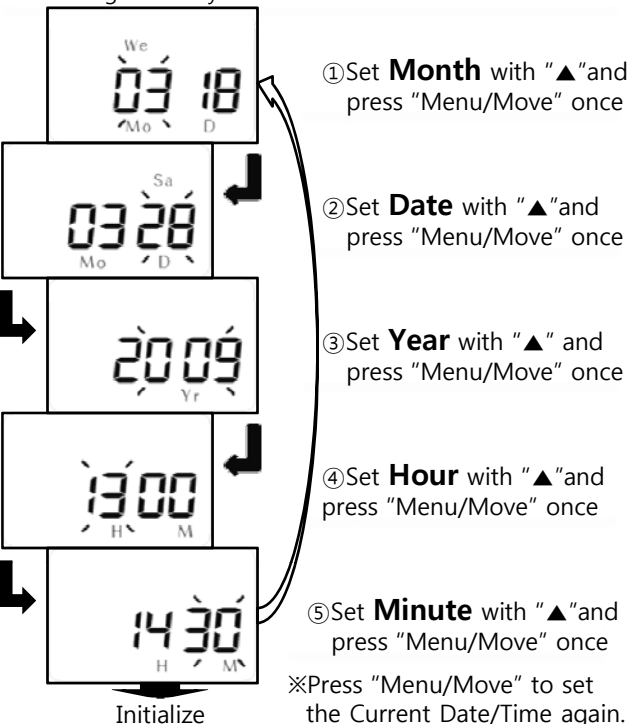 We
03 18
Mo D
①Set Month with "▲"and
press "Menu/Move" once
Sa
03 28
Mo D
②Set Date with "▲"and
press "Menu/Move" once
2009
Yr
③Set Year with "▲" and
press "Menu/Move" once
1300
H M
④Set Hour with "▲"and
press "Menu/Move" once
14 30
H M
⑤Set Minute with "▲"and
press "Menu/Move" once
Initialize
※Press "Menu/Move" to set
the Current Date/Time again.